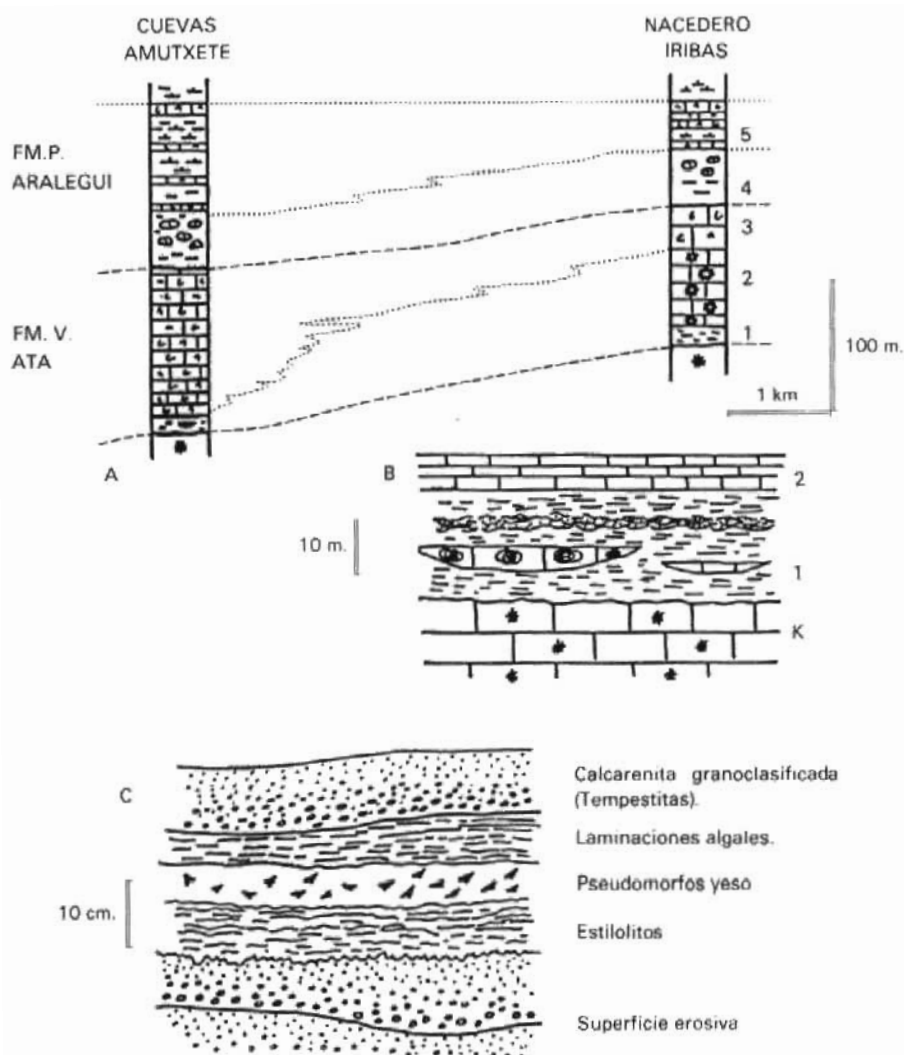 CUEVAS
AMUTXETE
NACEDERO
IRIBAS
FM.P.
ARALEGUI
5
4
3
2
1
FM. V.
ATA
100 m.
1 km
A
B
2
10 m.
1
K
C
Calcarenita granoclasificada
(Tempestitas).
Laminaciones algales.
Pseudomorfos yeso
10 cm.
Estilolitos
Superficie erosiva